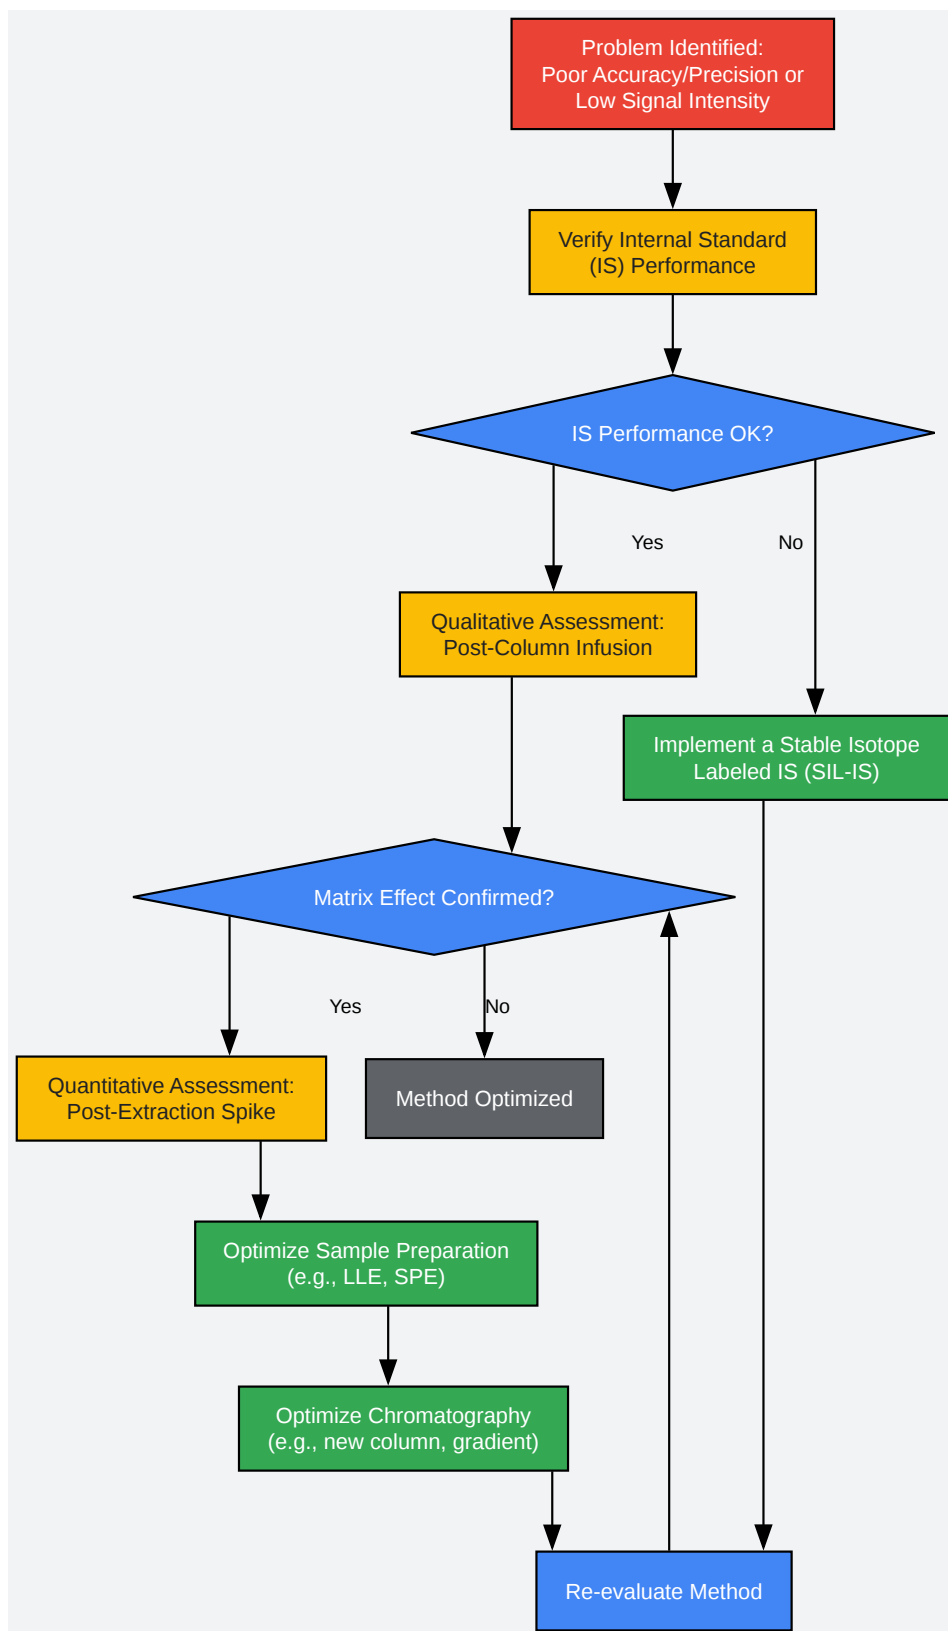 Problem Identified:
Poor Accuracy/Precision or
Low Signal Intensity
Verify Internal Standard
(IS) Performance
IS Performance OK?
Yes
No
Qualitative Assessment:
Post-Column Infusion
Implement a Stable Isotope
Labeled IS (SIL-IS)
Matrix Effect Confirmed?
Yes
No
Quantitative Assessment:
Post-Extraction Spike
Method Optimized
Optimize Sample Preparation
(e.g., LLE, SPE)
Optimize Chromatography
(e.g., new column, gradient)
Re-evaluate Method